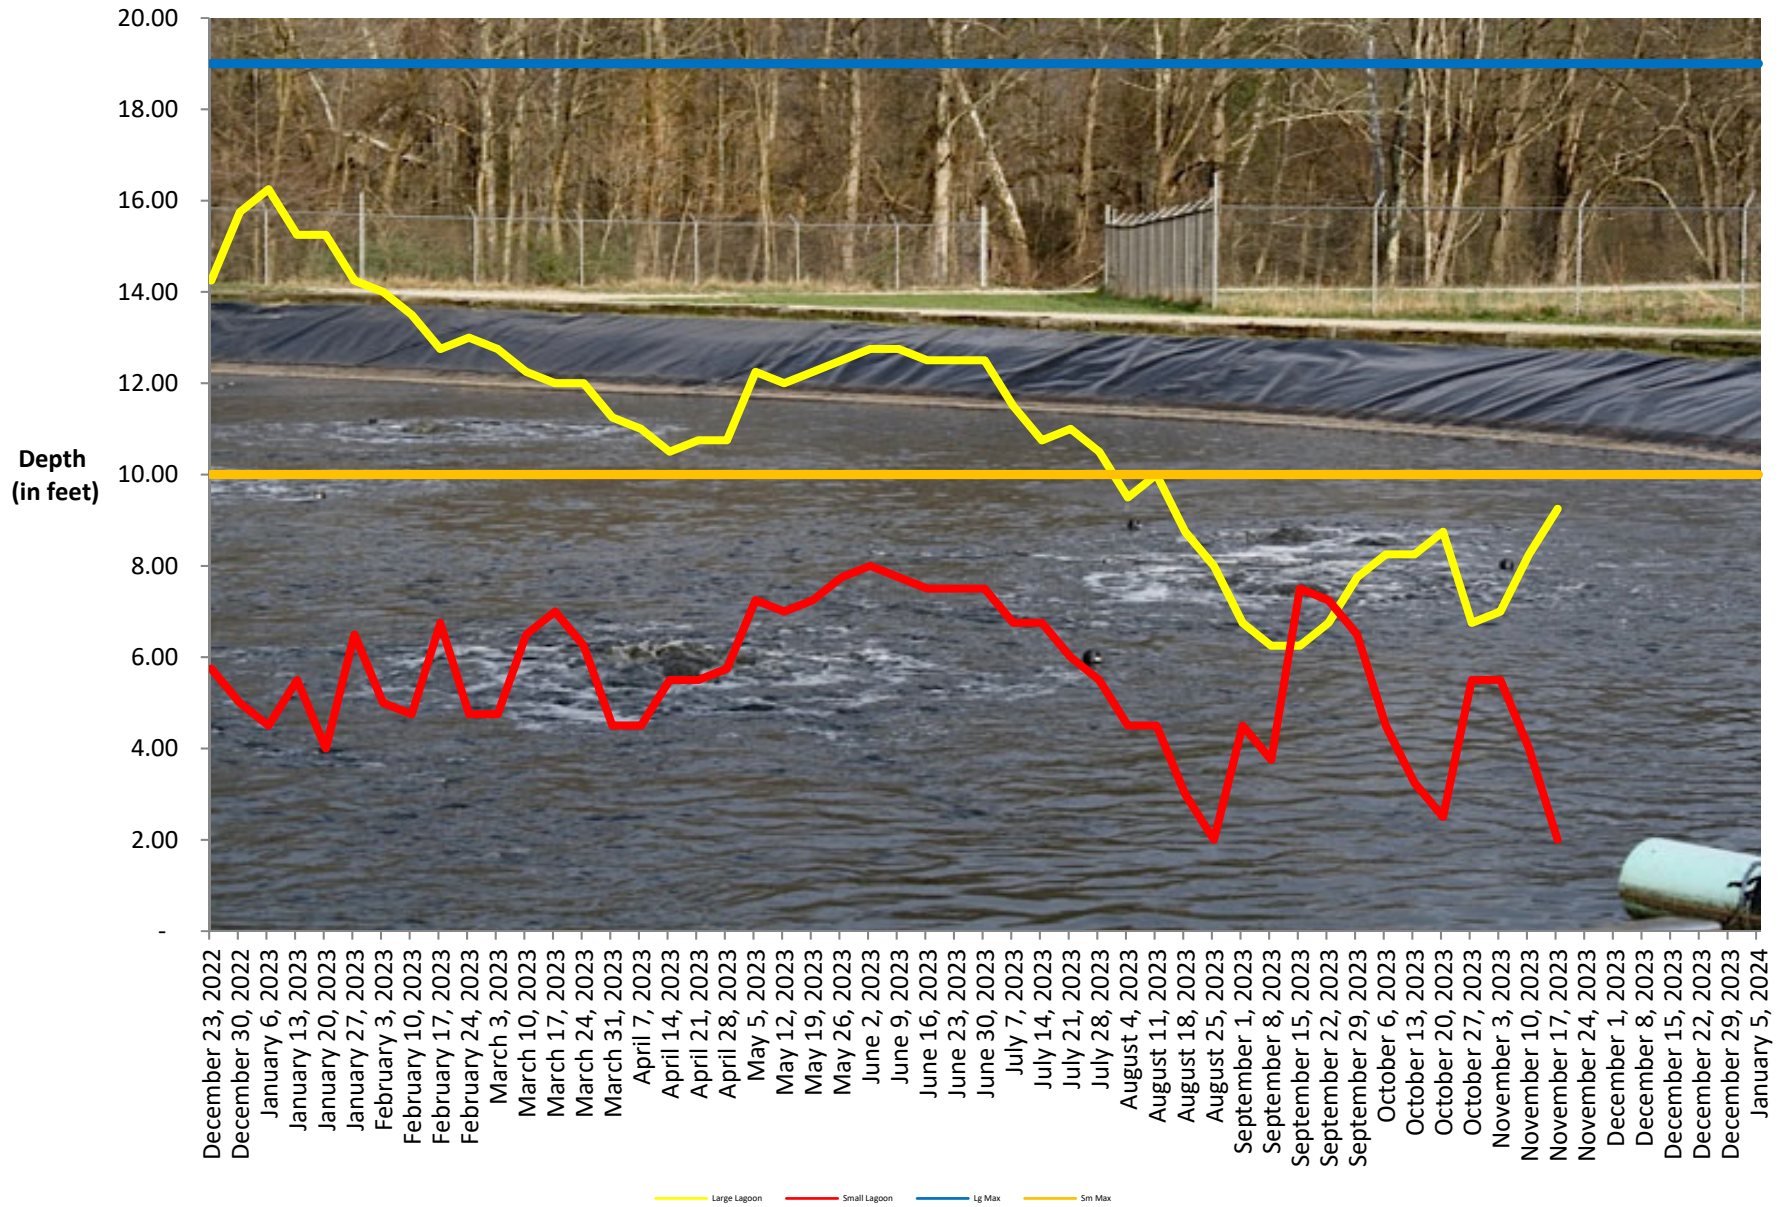 20.00
18.00
16.00
14.00
12.00
10.00
8.00
6.00
4.00
2.00
-
Depth
(in feet)
December 23, 2022
December 30, 2022
January 6, 2023
January 13, 2023
January 20, 2023
January 27, 2023
February 3, 2023
February 10, 2023
February 17, 2023
February 24, 2023
March 3, 2023
March 10, 2023
March 17, 2023
March 24, 2023
March 31, 2023
April 7, 2023
April 14, 2023
April 21, 2023
April 28, 2023
May 5, 2023
May 12, 2023
May 19, 2023
May 26, 2023
June 2, 2023
June 9, 2023
June 16, 2023
June 23, 2023
June 30, 2023
July 7, 2023
July 14, 2023
July 21, 2023
July 28, 2023
August 4, 2023
August 11, 2023
August 18, 2023
August 25, 2023
September 1, 2023
September 8, 2023
September 15, 2023
September 22, 2023
September 29, 2023
October 6, 2023
October 13, 2023
October 20, 2023
October 27, 2023
November 3, 2023
November 10, 2023
November 17, 2023
November 24, 2023
December 1, 2023
December 8, 2023
December 15, 2023
December 22, 2023
December 29, 2023
January 5, 2024
Large Lagoon
Small Lagoon
Lg Max
Sm Max